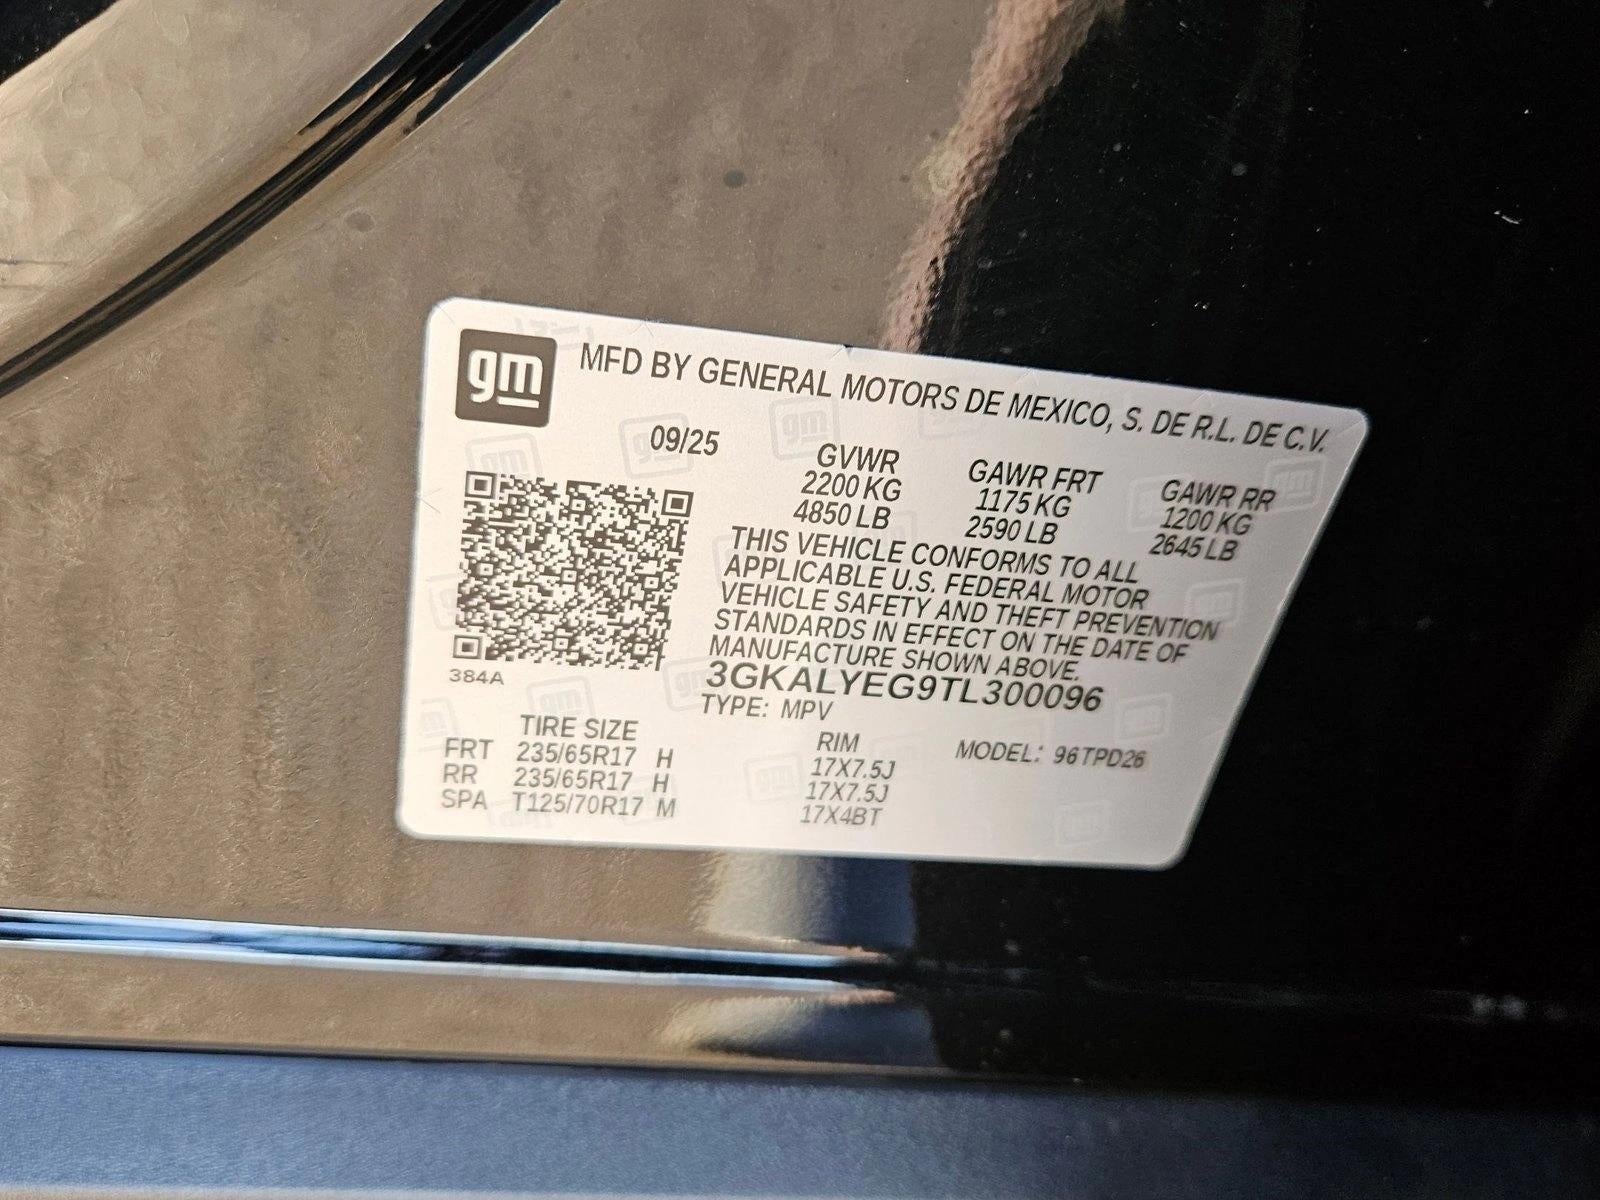 gm
MFD BY GENERAL MOTORS DE MEXICO, S. DE R.L. DE C.V.
09/25
GVWR GAWR FRT GAWR RR
2200 KG 1175 KG 1200 KG
4850 LB 2590 LB 2645 LB
THIS VEHICLE CONFORMS TO ALL
APPLICABLE U.S. FEDERAL MOTOR
VEHICLE SAFETY AND THEFT PREVENTION
STANDARDS IN EFFECT ON THE DATE OF
MANUFACTURE SHOWN ABOVE.
384A
3GKALYEG9TL300096
TYPE: MPV
TIRE SIZE RIM MODEL: 96TPD26
FRT 235/65R17 H 17X7.5J
RR 235/65R17 H 17X7.5J
SPA T125/70R17 M 17X4BT